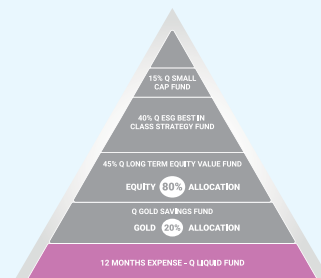 15% Q SMALL
CAP FUND
40% Q ESG BEST IN
CLASS STRATEGY FUND
45% Q LONG TERM EQUITY VALUE FUND
EQUITY 80% ALLOCATION
Q GOLD SAVINGS FUND
GOLD 20% ALLOCATION
12 MONTHS EXPENSE - Q LIQUID FUND